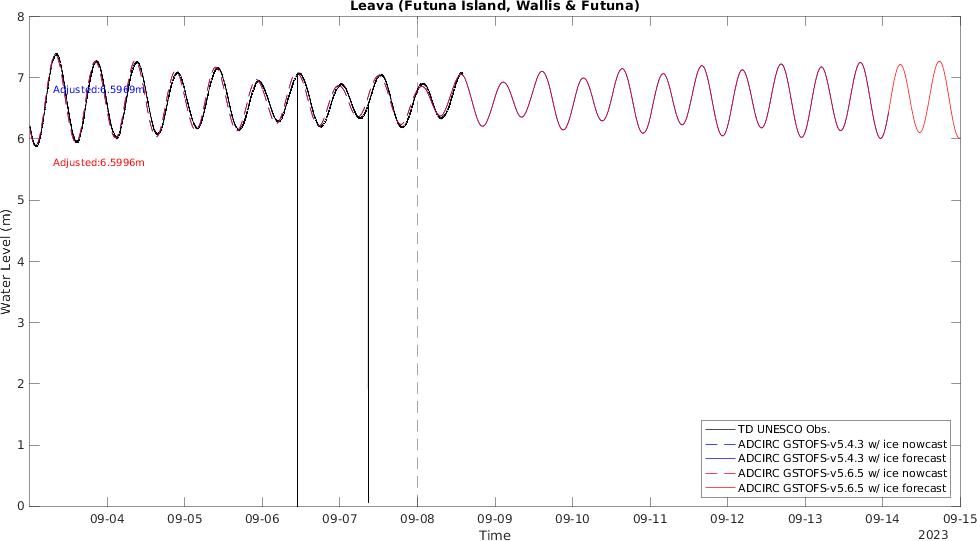 Leava (Futuna Island, Wallis & Futuna)
8
7
6
5
4
3
2
1
0
Water Level (m)
Adjusted:6.5969m
Adjusted:6.5996m
TD UNESCO Obs.
ADCIRC GSTOFS-v5.4.3 w/ ice nowcast
ADCIRC GSTOFS-v5.4.3 w/ ice forecast
ADCIRC GSTOFS-v5.6.5 w/ ice nowcast
ADCIRC GSTOFS-v5.6.5 w/ ice forecast
09-04 09-05 09-06 09-07 09-08 09-09 09-10 09-11 09-12 09-13 09-14 09-15
Time
2023